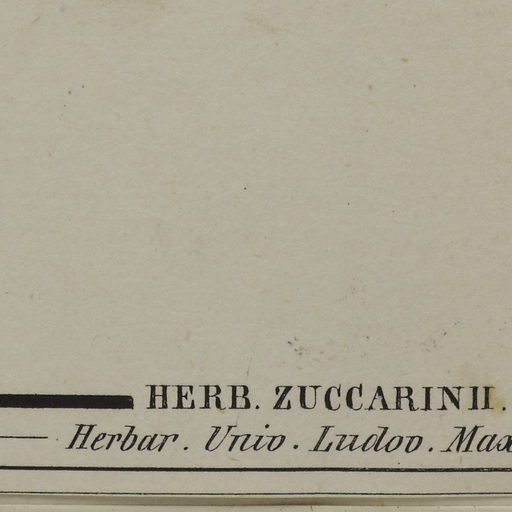 HERB. ZUCCARINII.
Herbar. Univ. Ludov. Max